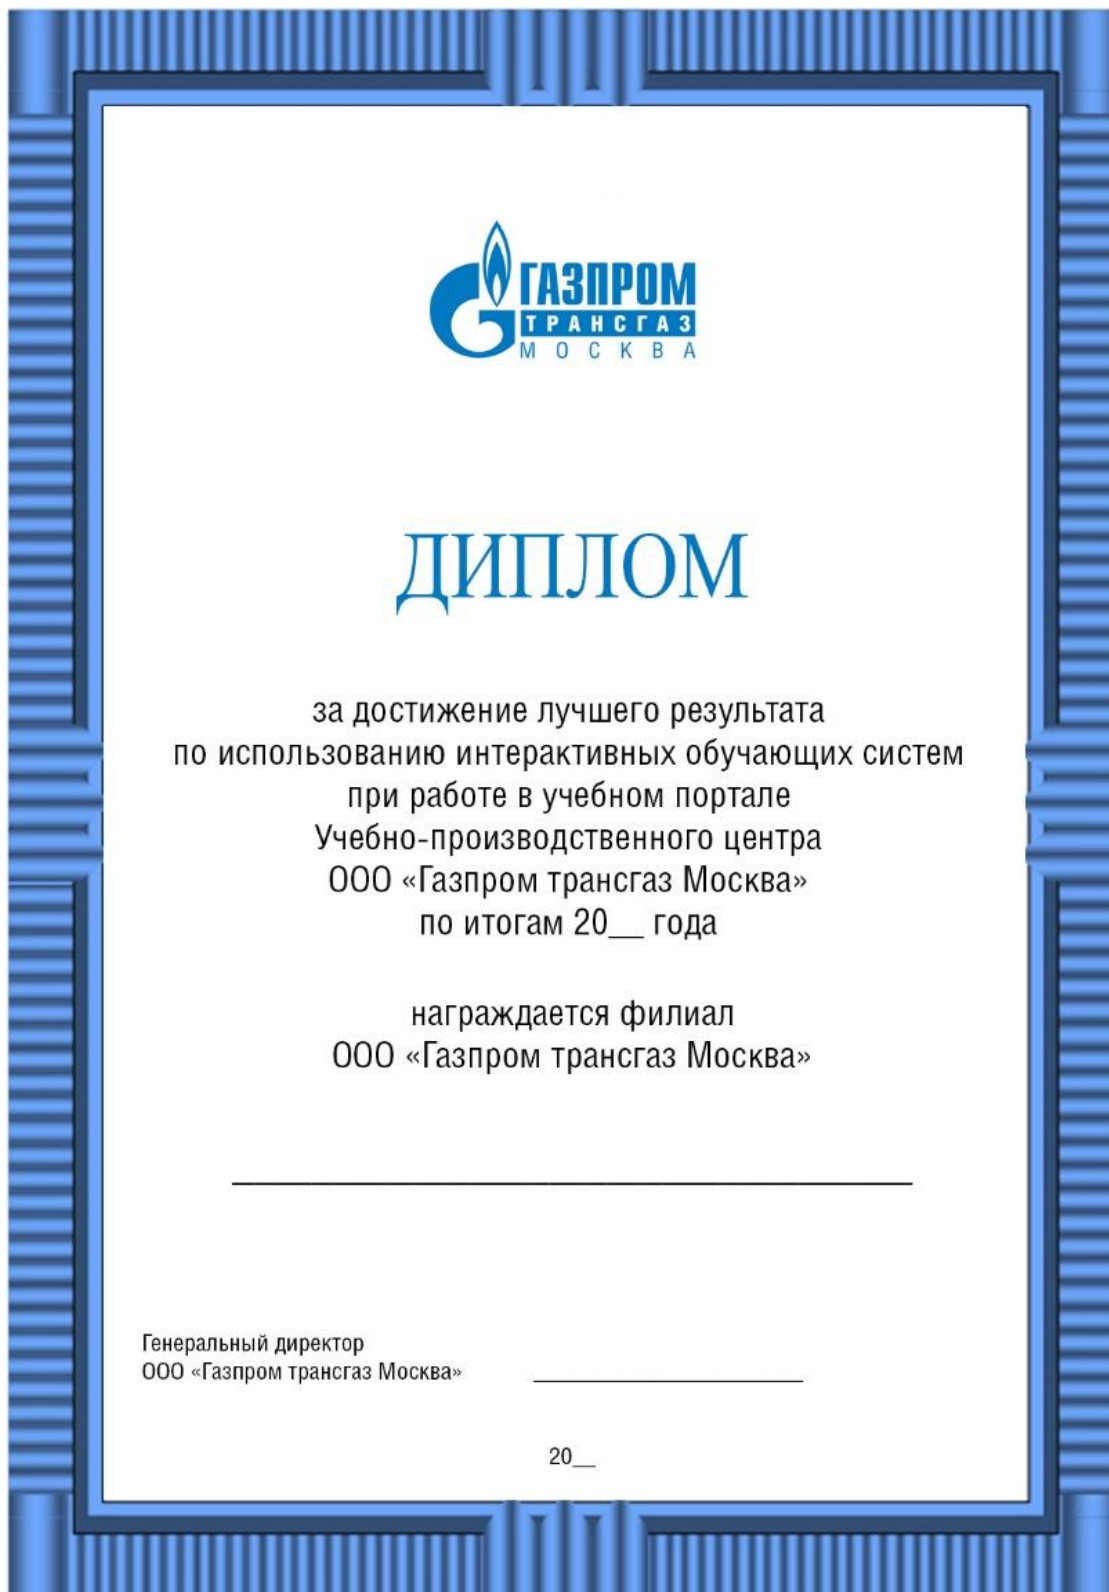 ГАЗПРОМ
ТРАНСГАЗ
МОСКВА
ДИПЛОМ
за достижение лучшего результата
по использованию интерактивных обучающих систем
при работе в учебном портале
Учебно-производственного центра
ООО «Газпром трансгаз Москва»
по итогам 20__ года
награждается филиал
ООО «Газпром трансгаз Москва»
Генеральный директор
ООО «Газпром трансгаз Москва»
20__